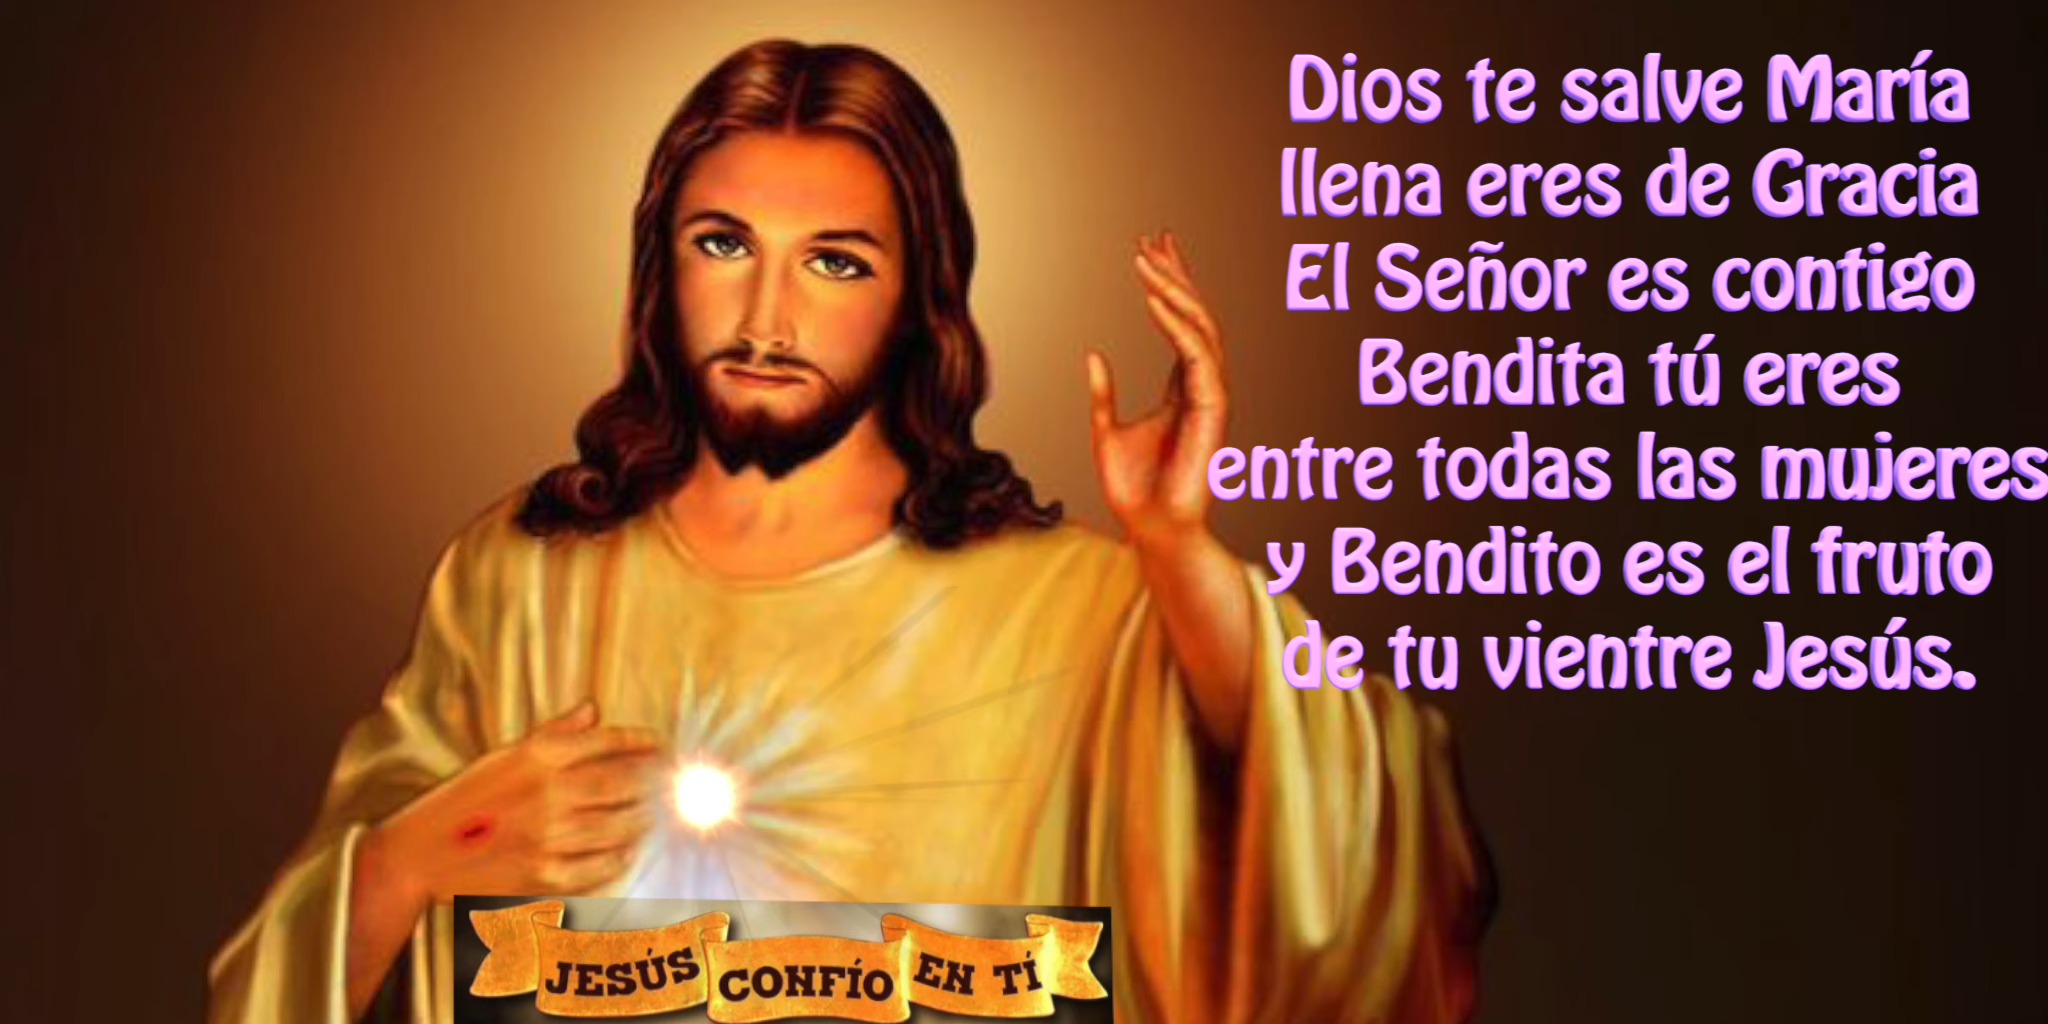 Dios te salve María
llena eres de Gracia
El Señor es contigo
Bendita tú eres
entre todas las mujeres
y Bendito es el fruto
de tu vientre Jesús.
JESÚS CONFÍO EN TÍ